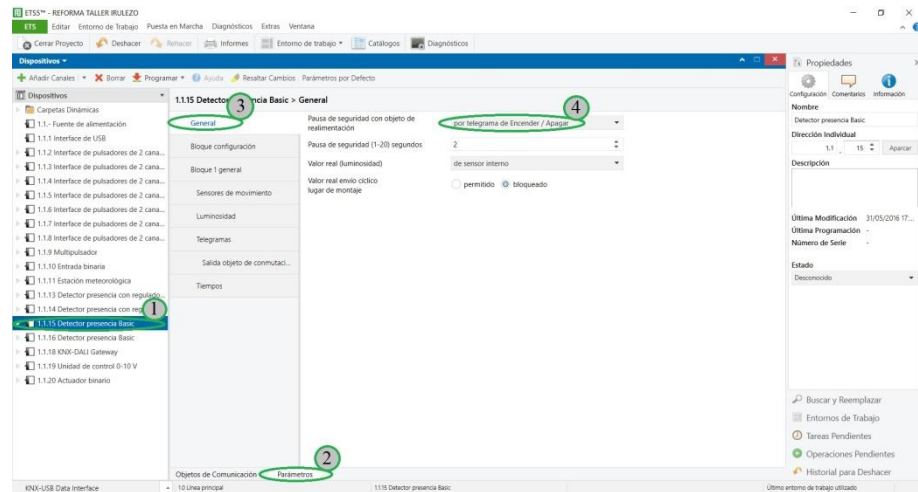 ETS5™ - REFORMA TALLER IRULEZO
ETS Editar Entorno de Trabajo Puesta en Marcha Diagnósticos Extras Ventana
Cerrar Proyecto Deshacer Rehacer Informes Entorno de trabajo Catálogos Diagnósticos
Dispositivos
Añadir Canales Borrar Programar Ayuda Resaltar Cambios Parámetros por Defecto
Dispositivos
Carpetas Dinámicas
1.1.- Fuente de alimentación
1.1.1 Interface de USB
1.1.2 Interface de pulsadores de 2 cana...
1.1.3 Interface de pulsadores de 2 cana...
1.1.4 Interface de pulsadores de 2 cana...
1.1.5 Interface de pulsadores de 2 cana...
1.1.6 Interface de pulsadores de 2 cana...
1.1.7 Interface de pulsadores de 2 cana...
1.1.8 Interface de pulsadores de 2 cana...
1.1.9 Multipulsador
1.1.10 Entrada binaria
1.1.11 Estación meteorológica
1.1.13 Detector presencia con regulado...
1.1.14 Detector presencia con reg
1
1.1.15 Detector presencia Basic
1.1.16 Detector presencia Basic
1.1.18 KNX-DALI Gateway
1.1.19 Unidad de control 0-10 V
1.1.20 Actuador binario
1.1.15 Detector presencia Basic > General
3
General
Bloque configuración
Bloque 1 general
Sensores de movimiento
Luminosidad
Telegramas
Salida objeto de conmutaci...
Tiempos
4
Pausa de seguridad con objeto de realimentación
por telegrama de Encender / Apagar
Pausa de seguridad (1-20) segundos
2
Valor real (luminosidad)
de sensor interno
Valor real envío cíclico
lugar de montaje
permitido bloqueado
2
Objetos de Comunicación Parámetros
Propiedades
Configuración Comentarios Información
Nombre
Detector presencia Basic
Dirección Individual
1.1 . 15 Aparcar
Descripción
Última Modificación 31/05/2016 17:...
Última Programación -
Número de Serie -
Estado
Desconocido
Buscar y Reemplazar
Entornos de Trabajo
Tareas Pendientes
Operaciones Pendientes
Historial para Deshacer
KNX-USB Data Interface 1.0 Línea principal 1.1.15 Detector presencia Basic Último entorno de trabajo utilizado